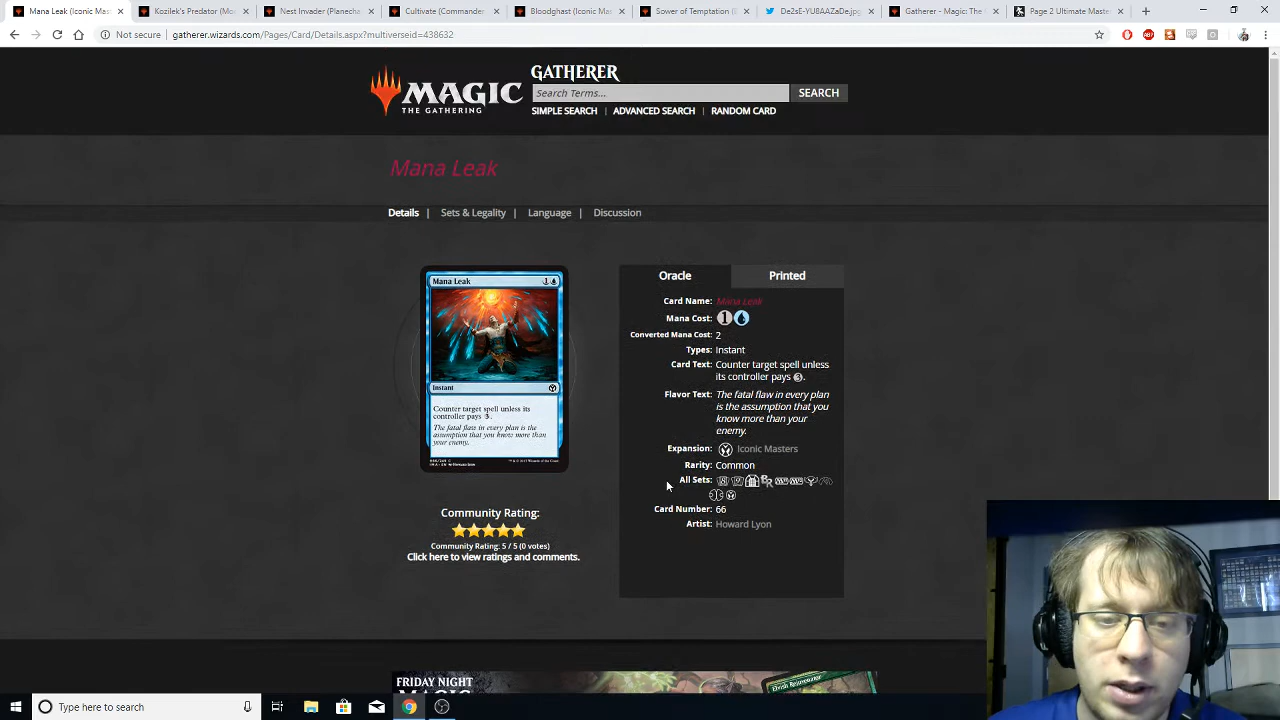 Mana Leak (Iconic Mas
Kozilek's Predator (Mo
Nest Invader (Planecha
Cultivate (Commander
Bloodghast (Iconic Ma
Sower of Temptation (
De2sE-YU8AAZaDe.jpg
Gatherer - Magic: The
Page 2 Ultimate Maste
Not secure | gatherer.wizards.com/Pages/Card/Details.aspx?multiverseid=438632
MAGIC
THE GATHERING
GATHERER
Search Terms...
SEARCH
SIMPLE SEARCH | ADVANCED SEARCH | RANDOM CARD
Mana Leak
Details | Sets & Legality | Language | Discussion
Mana Leak
Instant
Counter target spell unless its
controller pays 3.
The fatal flaw in every plan is the
assumption that you know more than
your enemy.
Community Rating:
Community Rating: 5 / 5 (0 votes)
Click here to view ratings and comments.
Oracle
Printed
Card Name: Mana Leak
Mana Cost: 1
Converted Mana Cost: 2
Types: Instant
Card Text: Counter target spell unless
its controller pays 3.
Flavor Text: The fatal flaw in every plan
is the assumption that you
know more than your
enemy.
Expansion: Iconic Masters
Rarity: Common
All Sets:
Card Number: 66
Artist: Howard Lyon
FRIDAY NIGHT
MAGIC
Elvish Rejuvenator
Type here to search